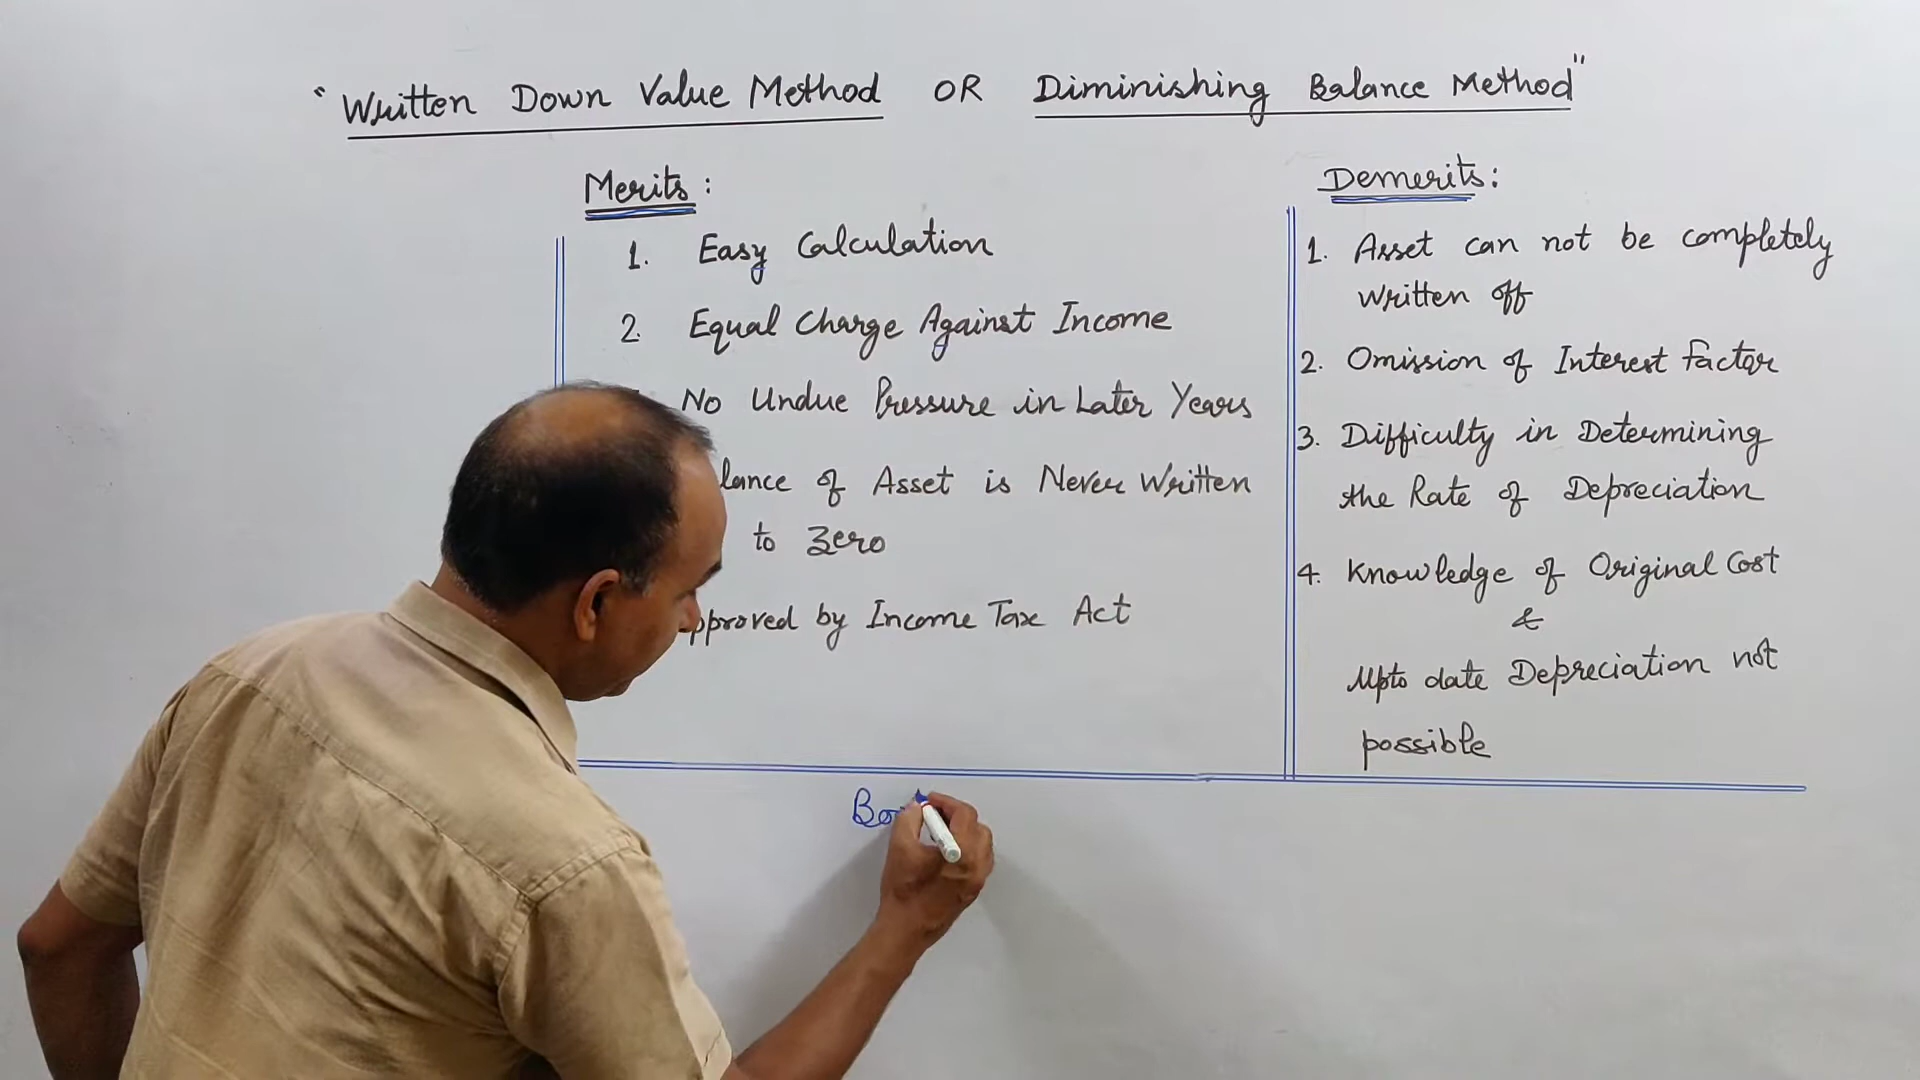 "Written Down Value Method OR Diminishing Balance Method"
Merits :
1. Easy Calculation
2. Equal Charge Against Income
No Undue Pressure in Later Years
of Asset is Never Written
to Zero
by Income Tax Act
Demerits :
1. Asset can not be completely
written off
2. Omission of Interest factor
3. Difficulty in Determining
the Rate of Depreciation
4. Knowledge of Original Cost
&
Upto date Depreciation not
possible